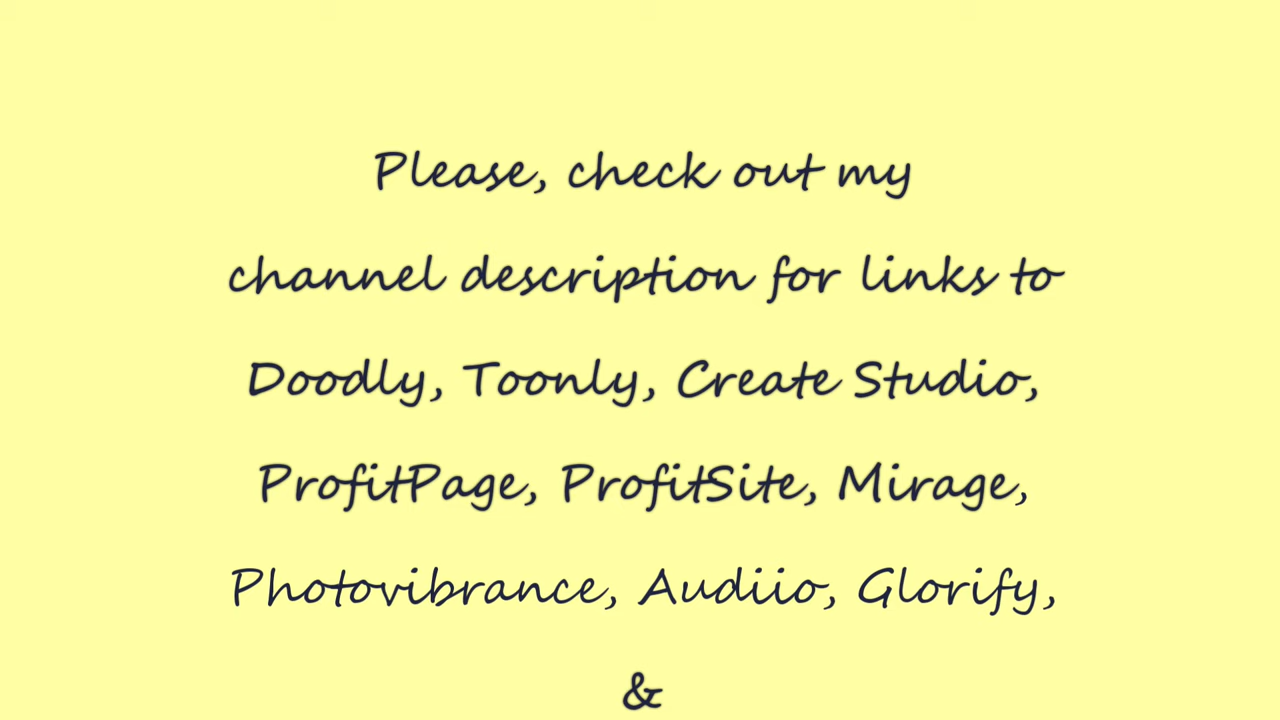 Please, check out my
channel description for links to
Doodly, Toonly, Create Studio,
ProfitPage, ProfitSite, Mirage,
Photovibrance, Audiio, Glorify,
&